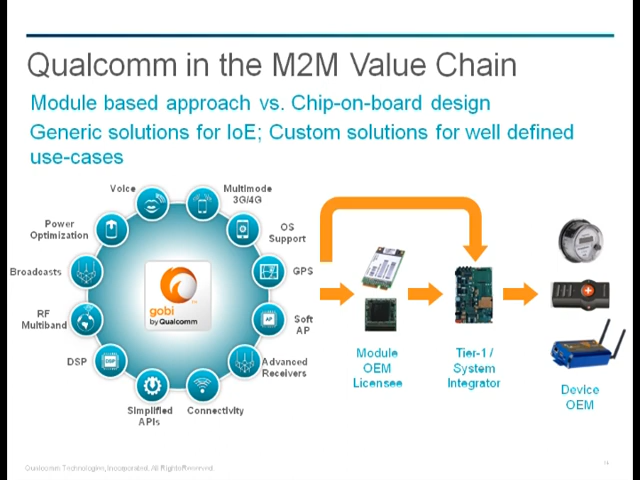 Qualcomm in the M2M Value Chain
Module based approach vs. Chip-on-board design
Generic solutions for IoE; Custom solutions for well defined
use-cases
Voice
Multimode
3G/4G
Power
Optimization
OS
Support
Broadcasts
GPS
gobi
by Qualcomm
RF
Multiband
AP
Soft
AP
DSP
DSP
Advanced
Receivers
Simplified
APIs
Connectivity
Module
OEM
Licensee
Tier-1 /
System
Integrator
Device
OEM
Qualcomm Technologies, Incorporated. All Rights Reserved